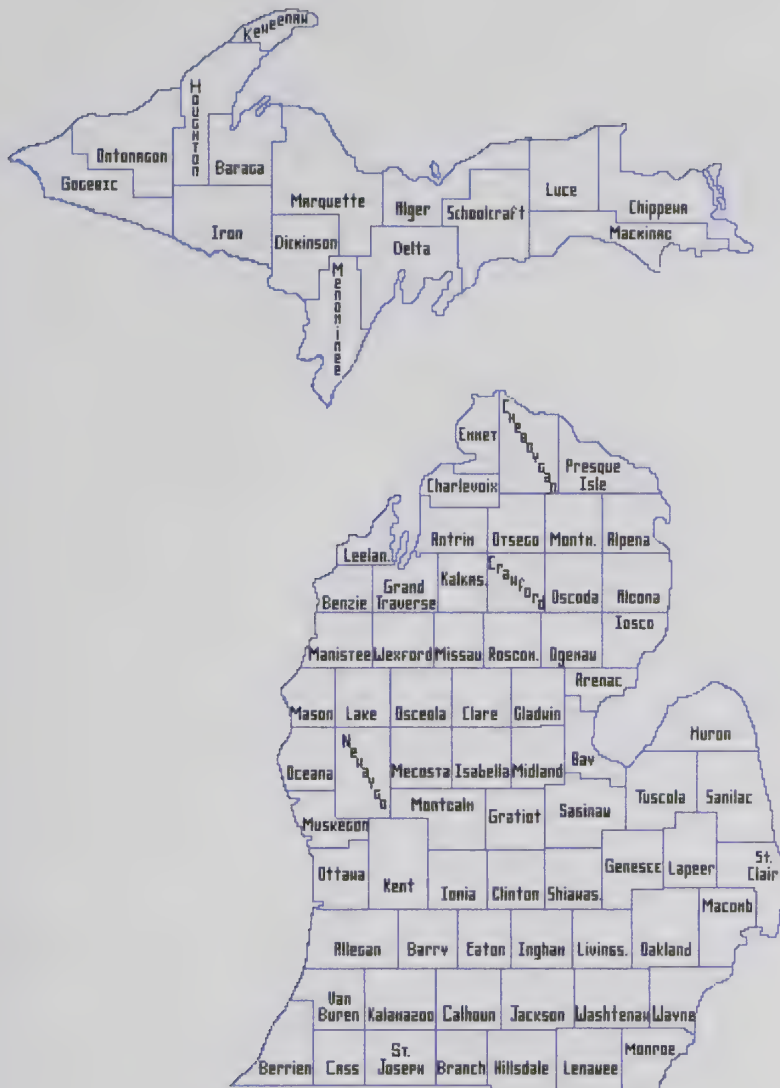 Keweenaw
Houghton
Ontonagon
Baraga
Gogebic
Marquette
Alger
Schoolcraft
Luce
Chippewa
Iron
Dickinson
Delta
Mackinac
Menominee
Emmet
Cheboygan
Presque
Isle
Charlevoix
Antrim
Otsego
Montm.
Alpena
Leelan.
Kalkas.
Crawford
Benzie
Grand
Traverse
Oscoda
Alcona
Iosco
Manistee
Wexford
Missau
Roscom.
Ogemaw
Arenac
Mason
Lake
Osceola
Clare
Gladwin
Huron
Newaygo
Bay
Oceana
Mecosta
Isabella
Midland
Tuscola
Sanilac
Montcalm
Gratiot
Saginaw
Muskegon
St.
Clair
Ottawa
Kent
Ionia
Clinton
Shiawas.
Genesee
Lapeer
Macomb
Allegan
Barry
Eaton
Ingham
Livings.
Oakland
Van
Buren
Kalamazoo
Calhoun
Jackson
Washtenaw
Wayne
Berrien
Cass
St.
Joseph
Branch
Hillsdale
Lenawee
Monroe